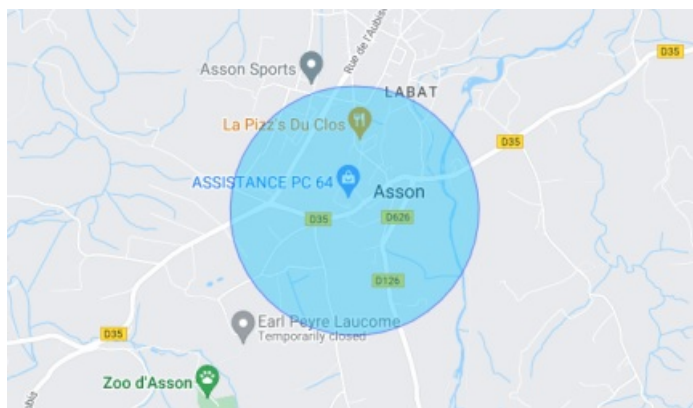 Rue de l'Aubis
D35
Asson Sports
LABAT
La Pizz's Du Clos
D35
ASSISTANCE PC 64
Asson
D35
D626
D126
Earl Peyre Laucome
Temporarily closed
D35
Zoo d'Asson